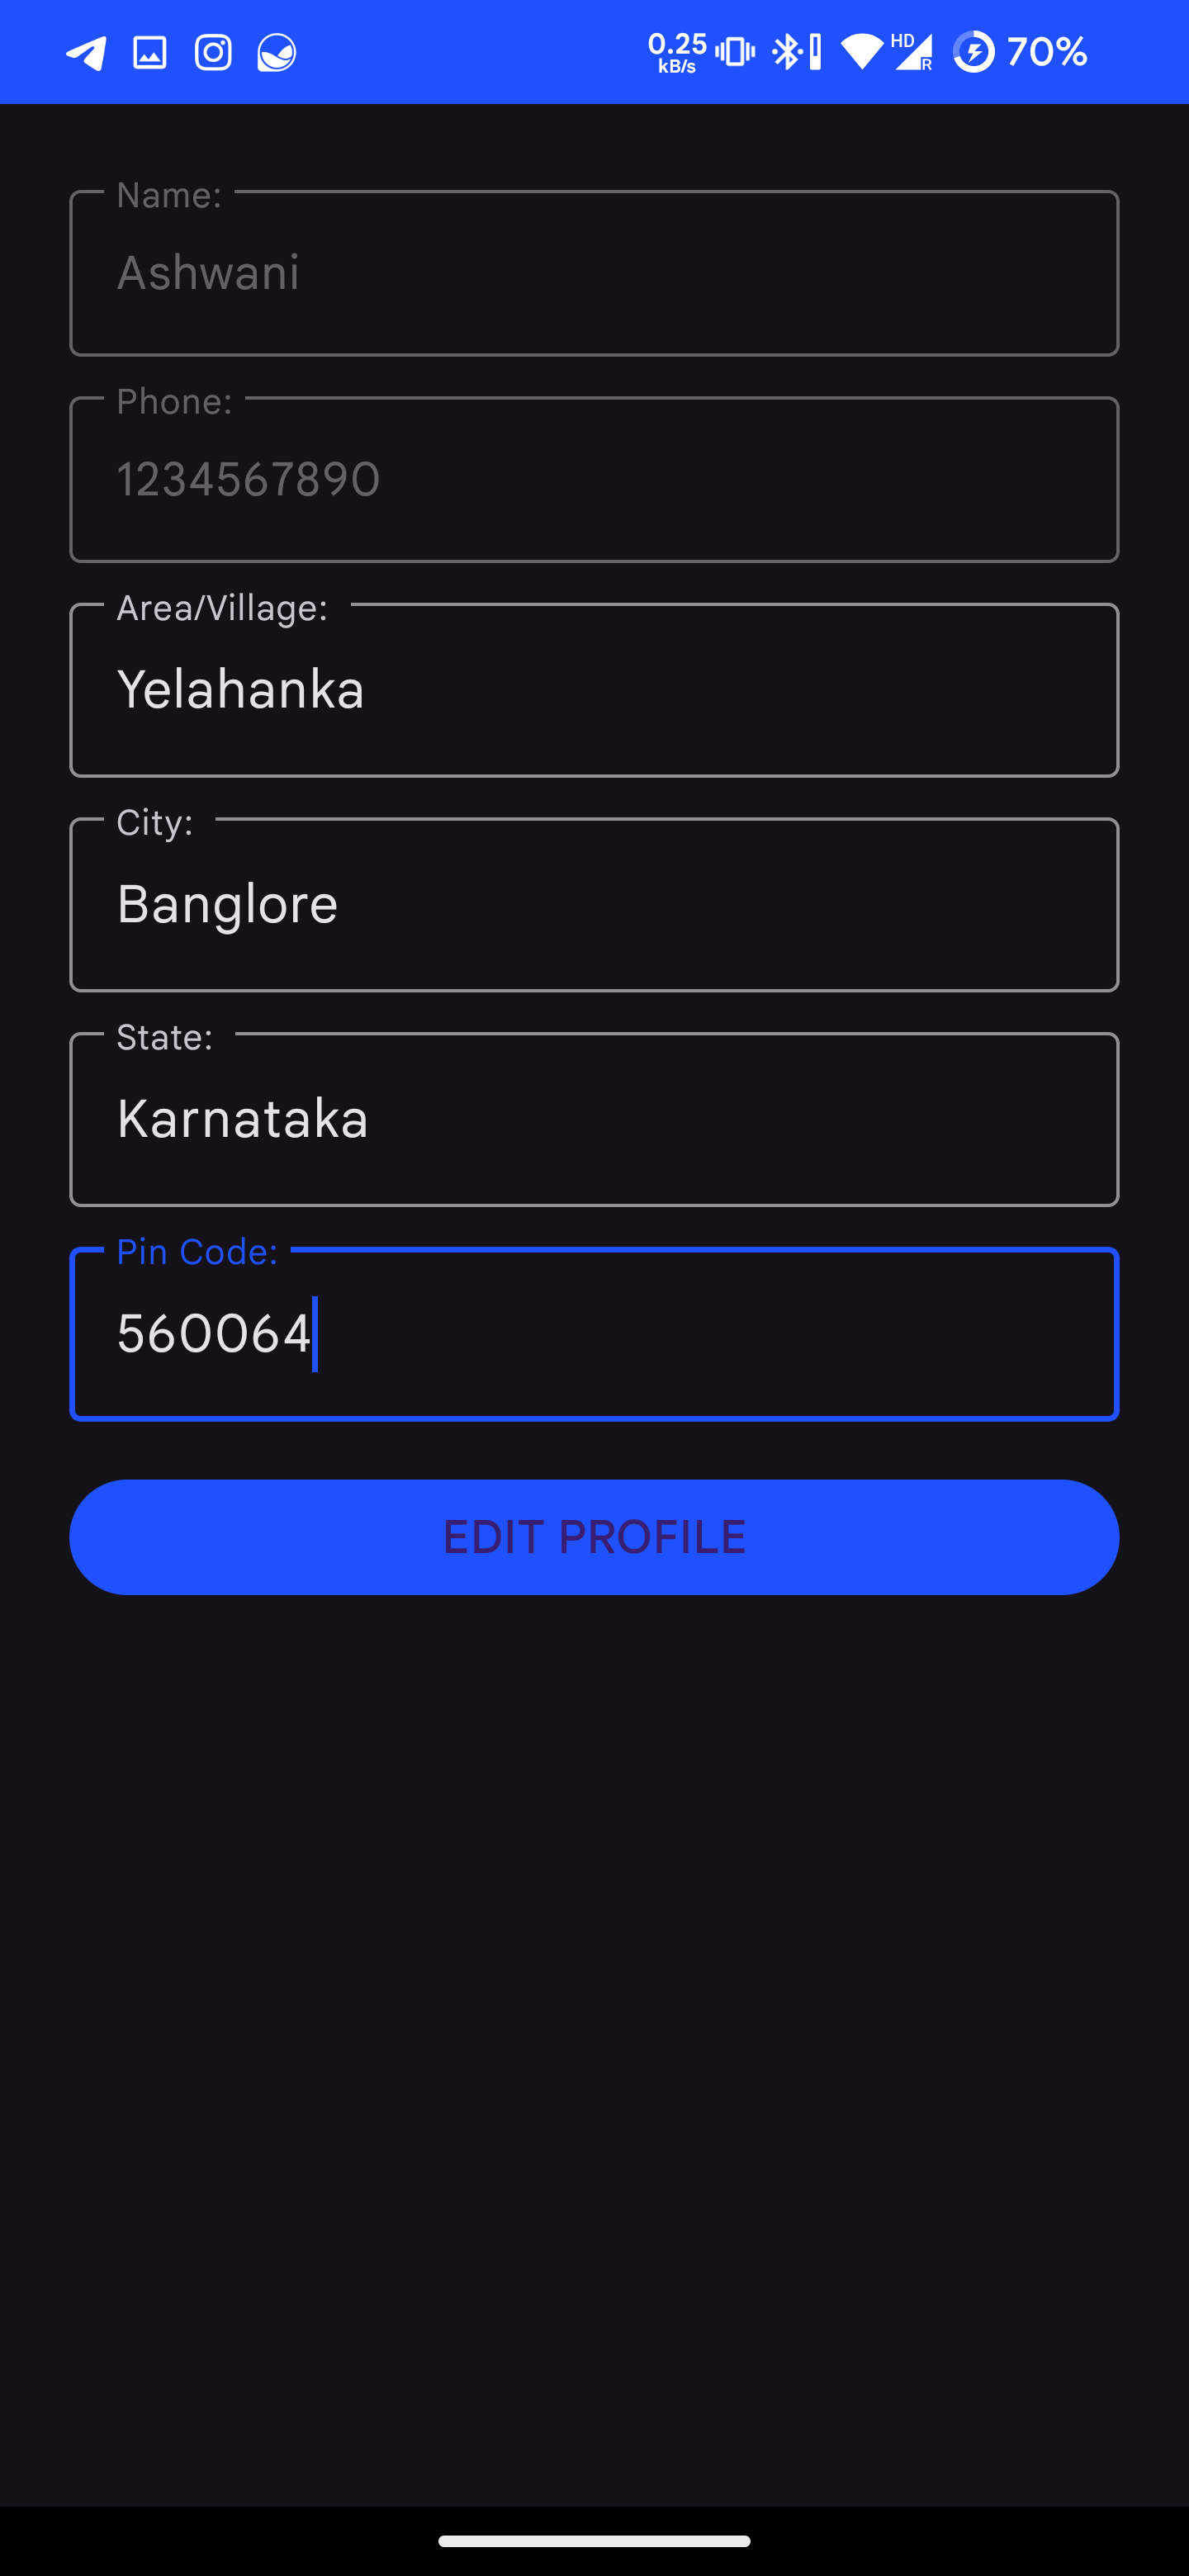 0.25 kB/s HD R 70%
Name:
Ashwani
Phone:
1234567890
Area/Village:
Yelahanka
City:
Banglore
State:
Karnataka
Pin Code:
560064
EDIT PROFILE